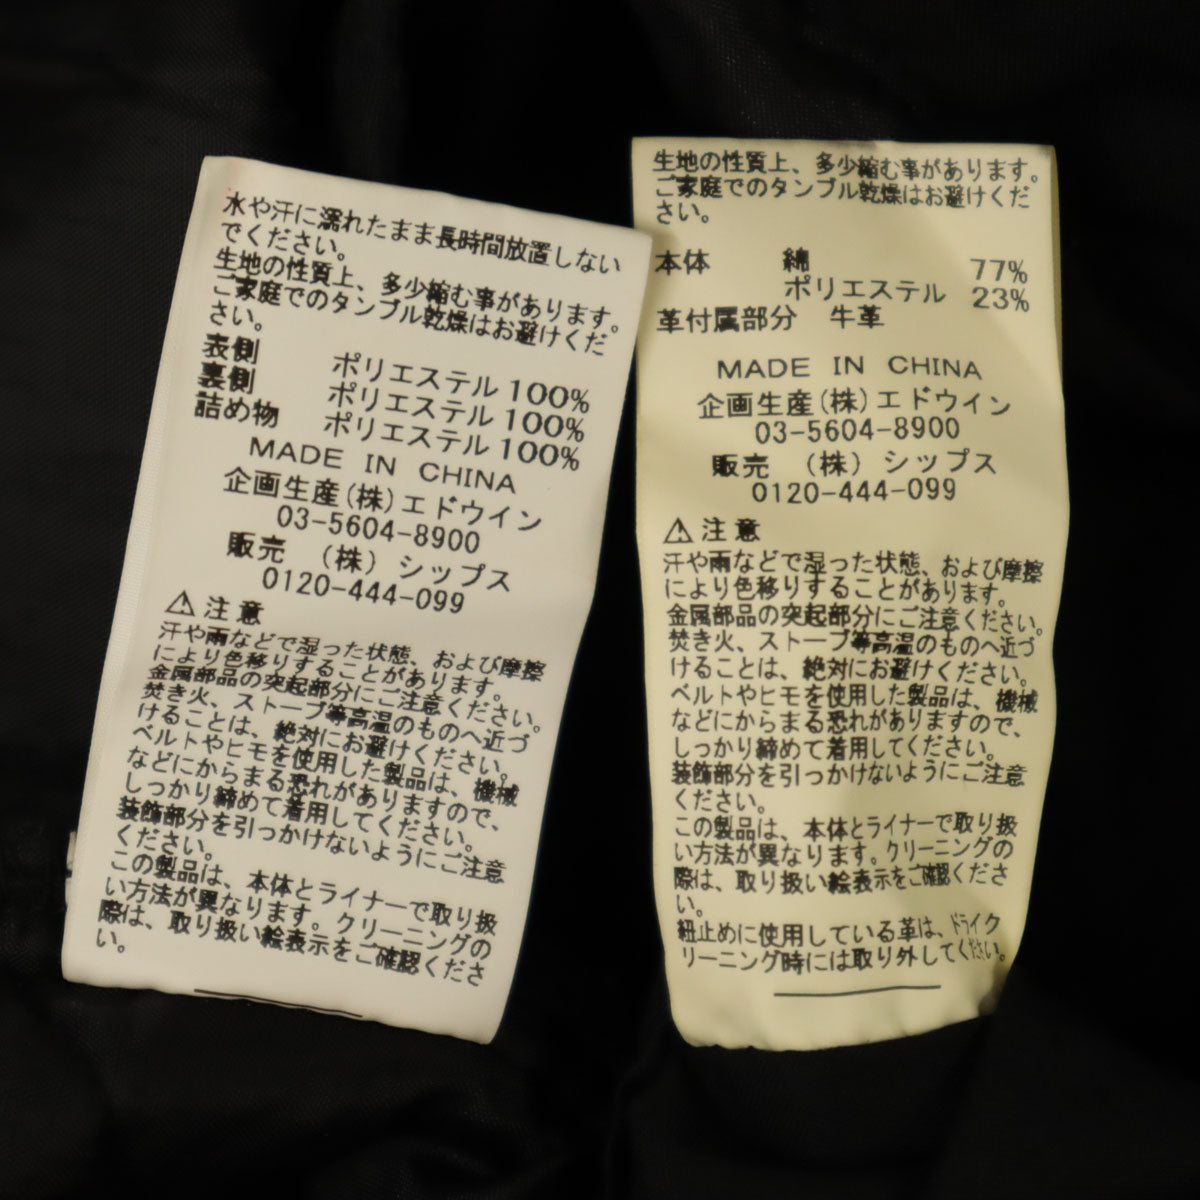 水や汗に濡れたまま長時間放置しない
でください。
生地の性質上、多少縮む事があります。
ご家庭でのタンブル乾燥はお避けくだ
さい。
表側 ポリエステル 100%
裏側 ポリエステル 100%
詰め物 ポリエステル 100%
MADE IN CHINA
企画生産(株)エドウイン
03-5604-8900
販売 (株) シップス
0120-444-099
⚠注意
汗や雨などで湿った状態、および摩擦
により色移りすることがあります。
金属部品の突起部分にご注意ください。
焚き火、ストーブ等高温のものへ近づ
けることは、絶対にお避けください。
ベルトやヒモを使用した製品は、機械
などにからまる恐れがありますので、
しっかり締めて着用してください。
装飾部分を引っかけないようにご注意
ください。
この製品は、本体とライナーで取り扱
い方法が異なります。クリーニングの
際は、取り扱い絵表示をご確認くださ
い。
生地の性質上、多少縮む事があります。
ご家庭でのタンブル乾燥はお避けくだ
さい。
本体 綿 77%
ポリエステル 23%
革付属部分 牛革
MADE IN CHINA
企画生産(株)エドウイン
03-5604-8900
販売 (株) シップス
0120-444-099
⚠注意
汗や雨などで湿った状態、および摩擦
により色移りすることがあります。
金属部品の突起部分にご注意ください。
焚き火、ストーブ等高温のものへ近づ
けることは、絶対にお避けください。
ベルトやヒモを使用した製品は、機械
などにからまる恐れがありますので、
しっかり締めて着用してください。
装飾部分を引っかけないようにご注意
ください。
この製品は、本体とライナーで取り扱
い方法が異なります。クリーニングの
際は、取り扱い絵表示をご確認くださ
い。
紐止めに使用している革は、ドライク
リーニング時には取り外してください。